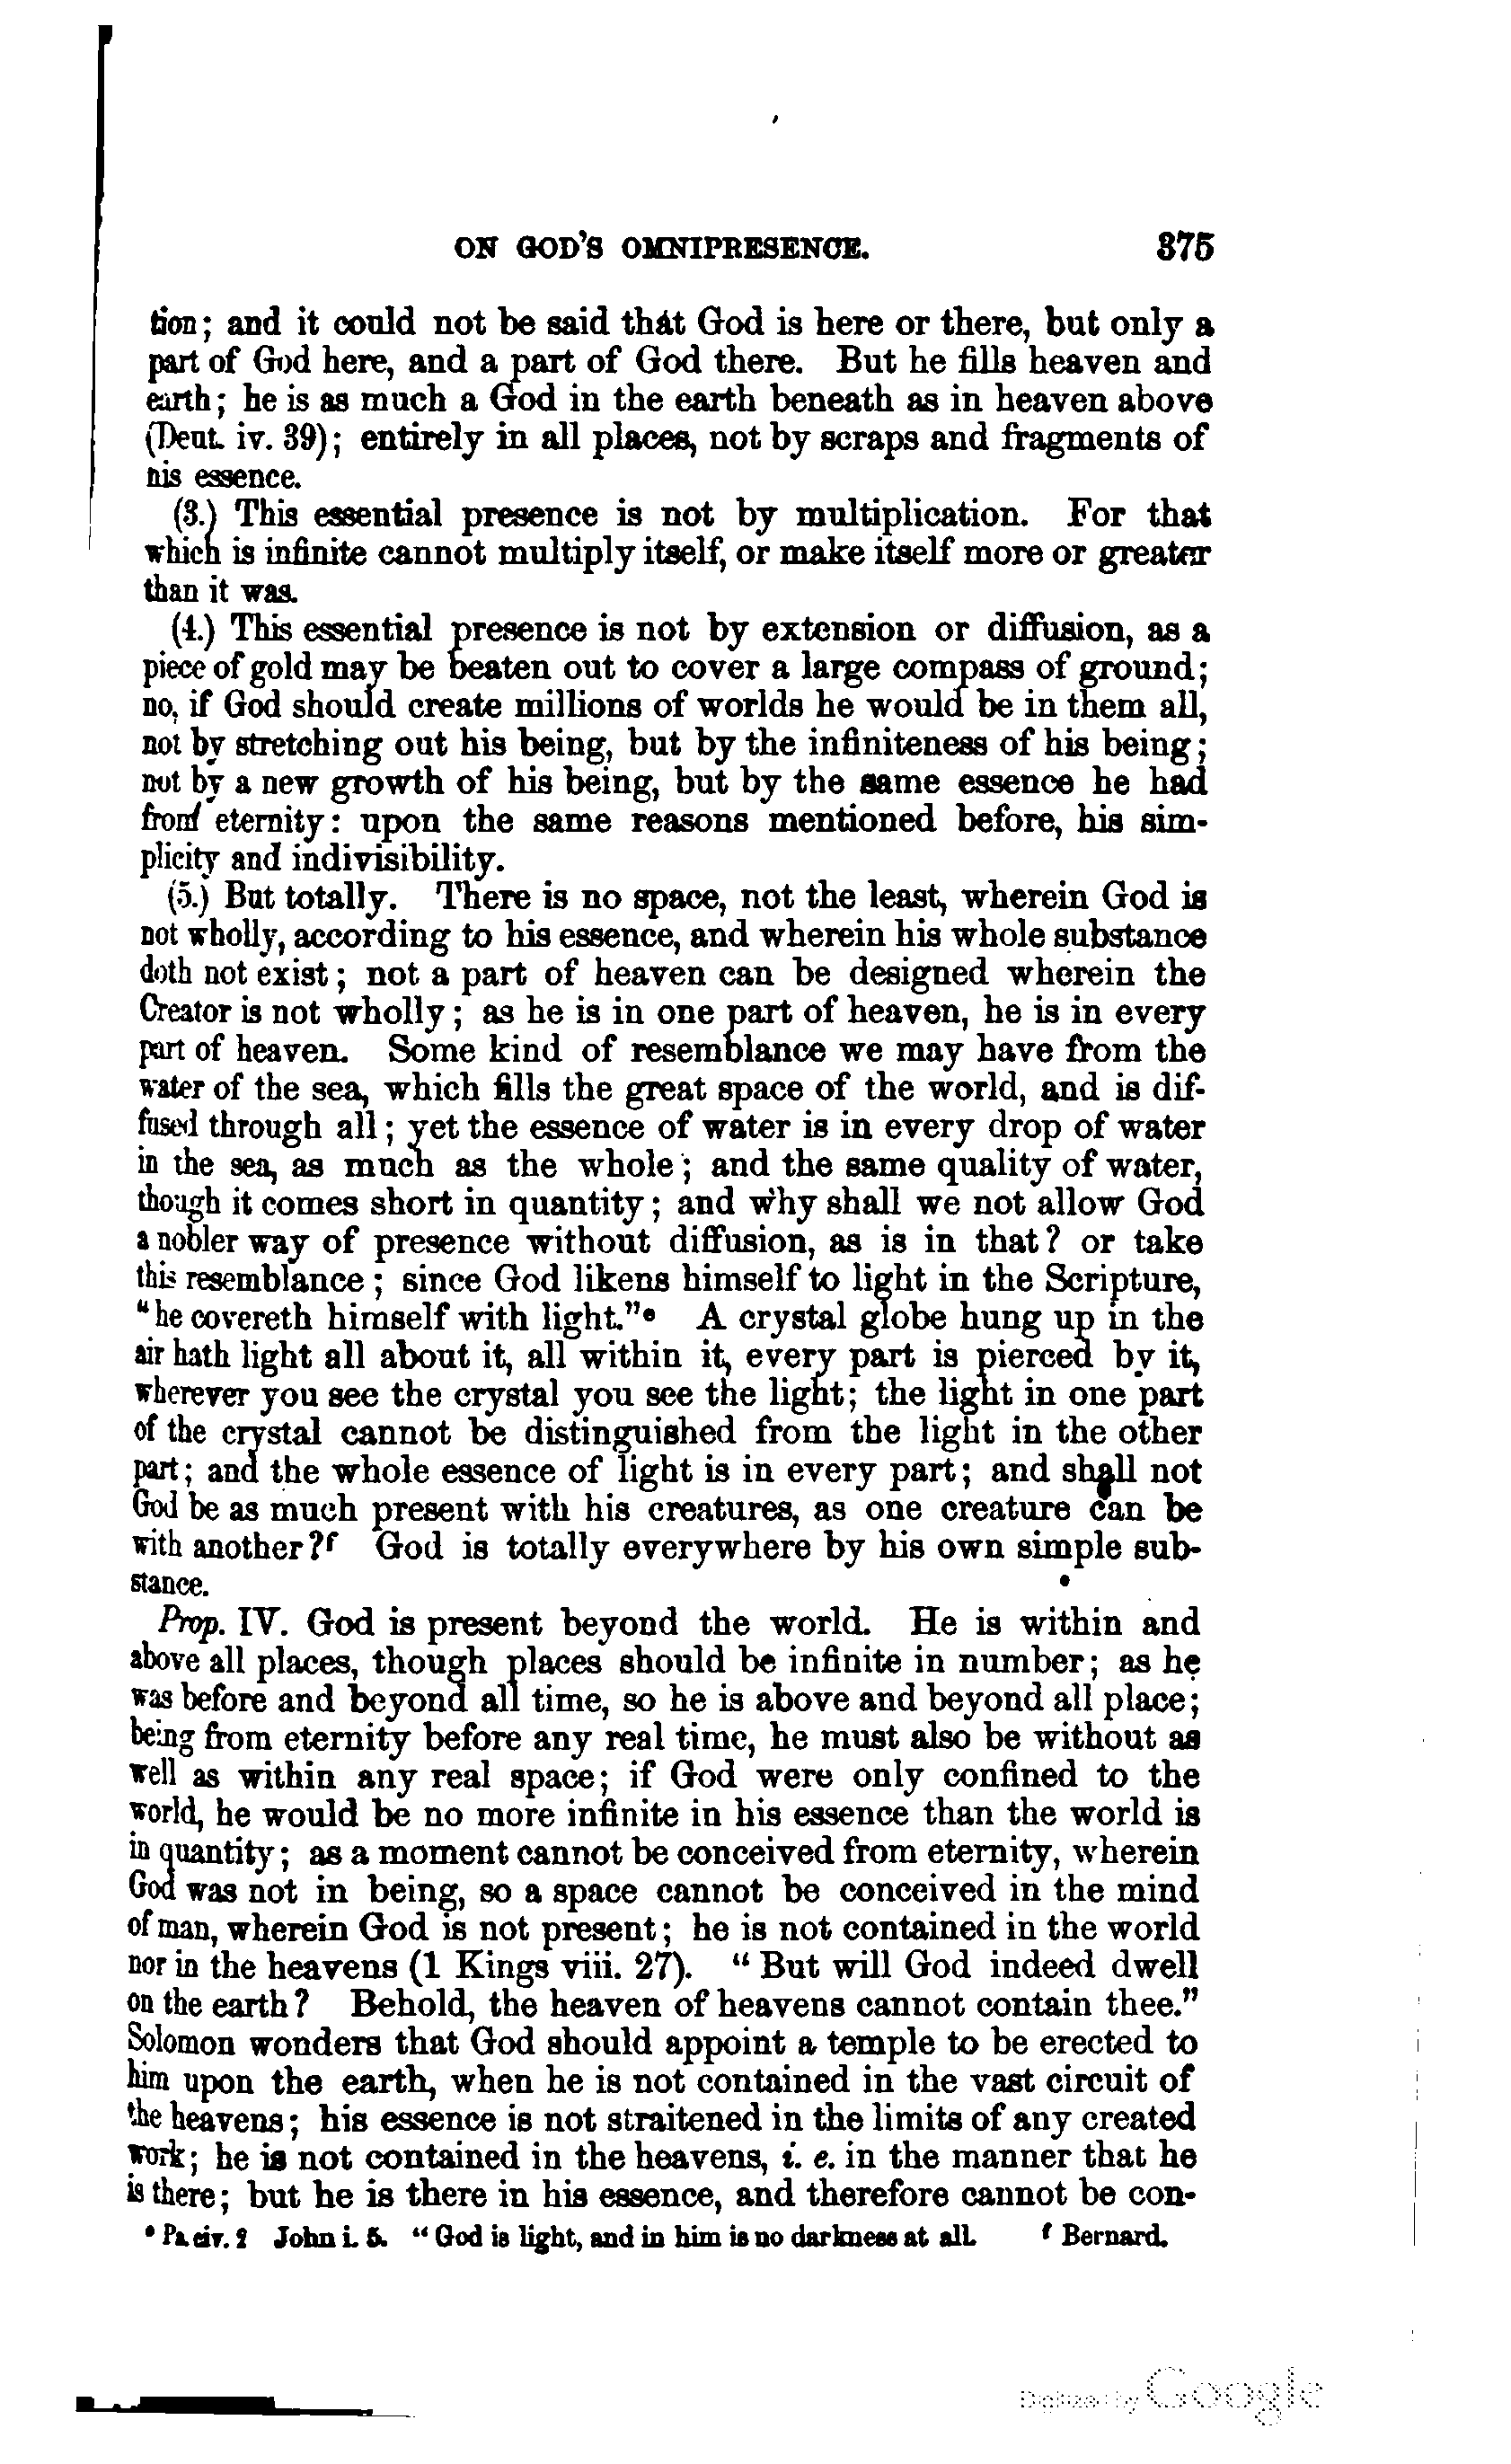 ON GOD'S OMNIPRESENCE. 375
tion; and it could not be said that God is here or there, but only a
part of God here, and a part of God there. But he fills heaven and
earth; he is as much a God in the earth beneath as in heaven above
(Deut. iv. 39); entirely in all places, not by scraps and fragments of
his essence.
(3.) This essential presence is not by multiplication. For that
which is infinite cannot multiply itself, or make itself more or greater
than it was.
(4.) This essential presence is not by extension or diffusion, as a
piece of gold may be beaten out to cover a large compass of ground;
no, if God should create millions of worlds he would be in them all,
not by stretching out his being, but by the infiniteness of his being;
not by a new growth of his being, but by the same essence he had
from eternity: upon the same reasons mentioned before, his sim-
plicity and indivisibility.
(5.) But totally. There is no space, not the least, wherein God is
not wholly, according to his essence, and wherein his whole substance
doth not exist; not a part of heaven can be designed wherein the
Creator is not wholly; as he is in one part of heaven, he is in every
part of heaven. Some kind of resemblance we may have from the
water of the sea, which fills the great space of the world, and is dif-
fused through all; yet the essence of water is in every drop of water
in the sea, as much as the whole; and the same quality of water,
though it comes short in quantity; and why shall we not allow God
a nobler way of presence without diffusion, as is in that? or take
this resemblance; since God likens himself to light in the Scripture,
"he covereth himself with light."e A crystal globe hung up in the
air hath light all about it, all within it, every part is pierced by it,
wherever you see the crystal you see the light; the light in one part
of the crystal cannot be distinguished from the light in the other
part; and the whole essence of light is in every part; and shall not
God be as much present with his creatures, as one creature can be
with another?f God is totally everywhere by his own simple sub-
stance.
Prop. IV. God is present beyond the world. He is within and
above all places, though places should be infinite in number; as he
was before and beyond all time, so he is above and beyond all place;
being from eternity before any real time, he must also be without as
well as within any real space; if God were only confined to the
world, he would be no more infinite in his essence than the world is
in quantity; as a moment cannot be conceived from eternity, wherein
God was not in being, so a space cannot be conceived in the mind
of man, wherein God is not present; he is not contained in the world
nor in the heavens (1 Kings viii. 27). "But will God indeed dwell
on the earth? Behold, the heaven of heavens cannot contain thee."
Solomon wonders that God should appoint a temple to be erected to
him upon the earth, when he is not contained in the vast circuit of
the heavens; his essence is not straitened in the limits of any created
work; he is not contained in the heavens, i. e. in the manner that he
is there; but he is there in his essence, and therefore cannot be con-
e Ps. civ. 2 John i. 5. "God is light, and in him is no darkness at all. f Bernard.
Digitized by Google